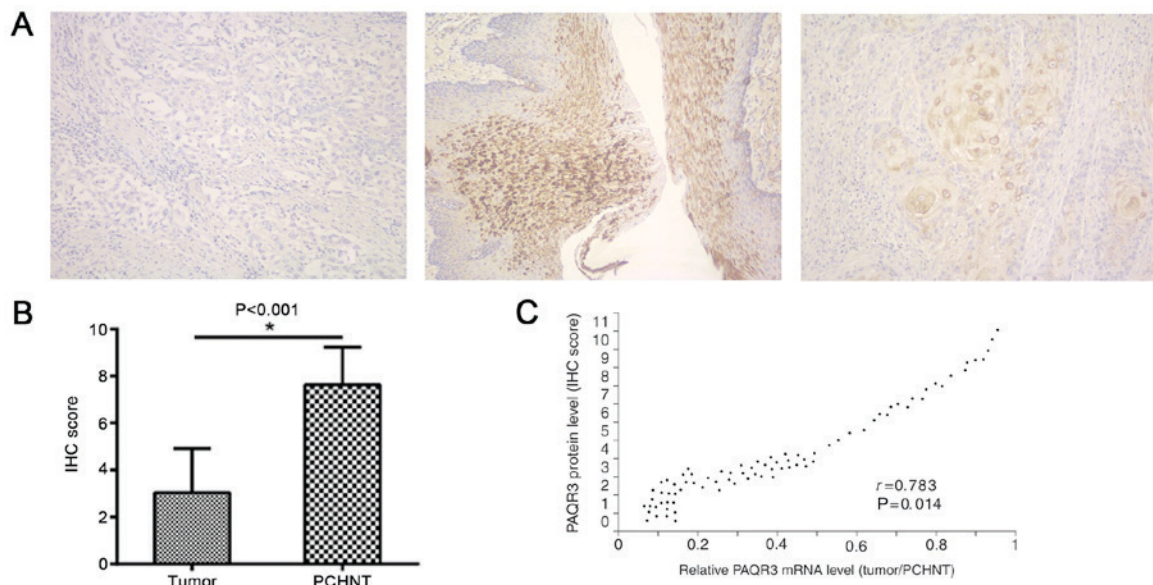 A
B
P<0.001
*
IHC score
10
8
6
4
2
0
Tumor
PCHNT
C
PAQR3 protein level (IHC score)
11
10
9
8
7
6
5
4
3
2
1
0
r=0.783
P=0.014
0 0.2 0.4 0.6 0.8 1
Relative PAQR3 mRNA level (tumor/PCHNT)